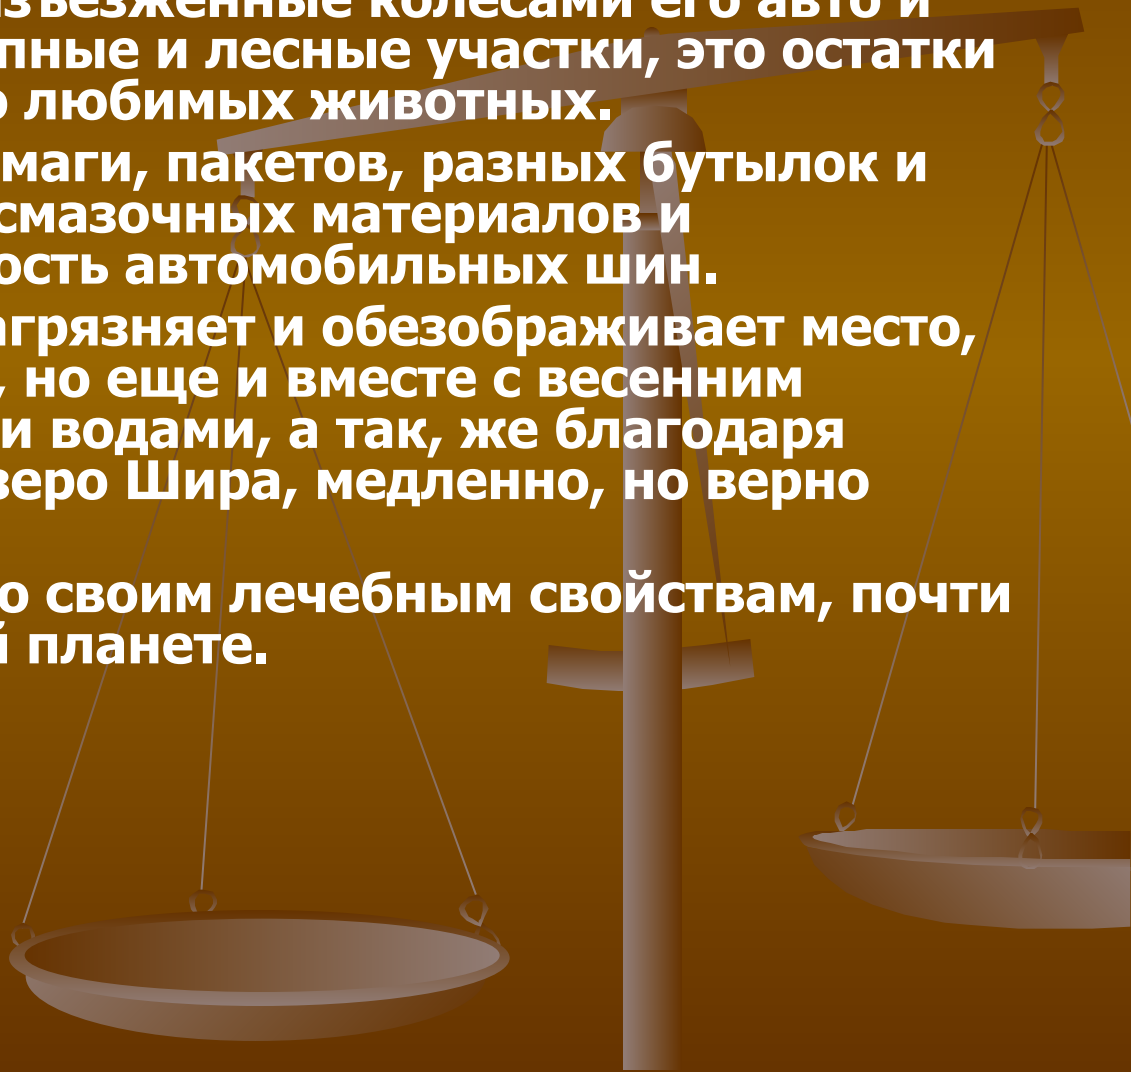 изъезженные колесами его авто и
пные и лесные участки, это остатки
о любимых животных.
маги, пакетов, разных бутылок и
смазочных материалов и
ость автомобильных шин.
агрязняет и обезображивает место,
, но еще и вместе с весенним
и водами, а так, же благодаря
зеро Шира, медленно, но верно
о своим лечебным свойствам, почти
й планете.